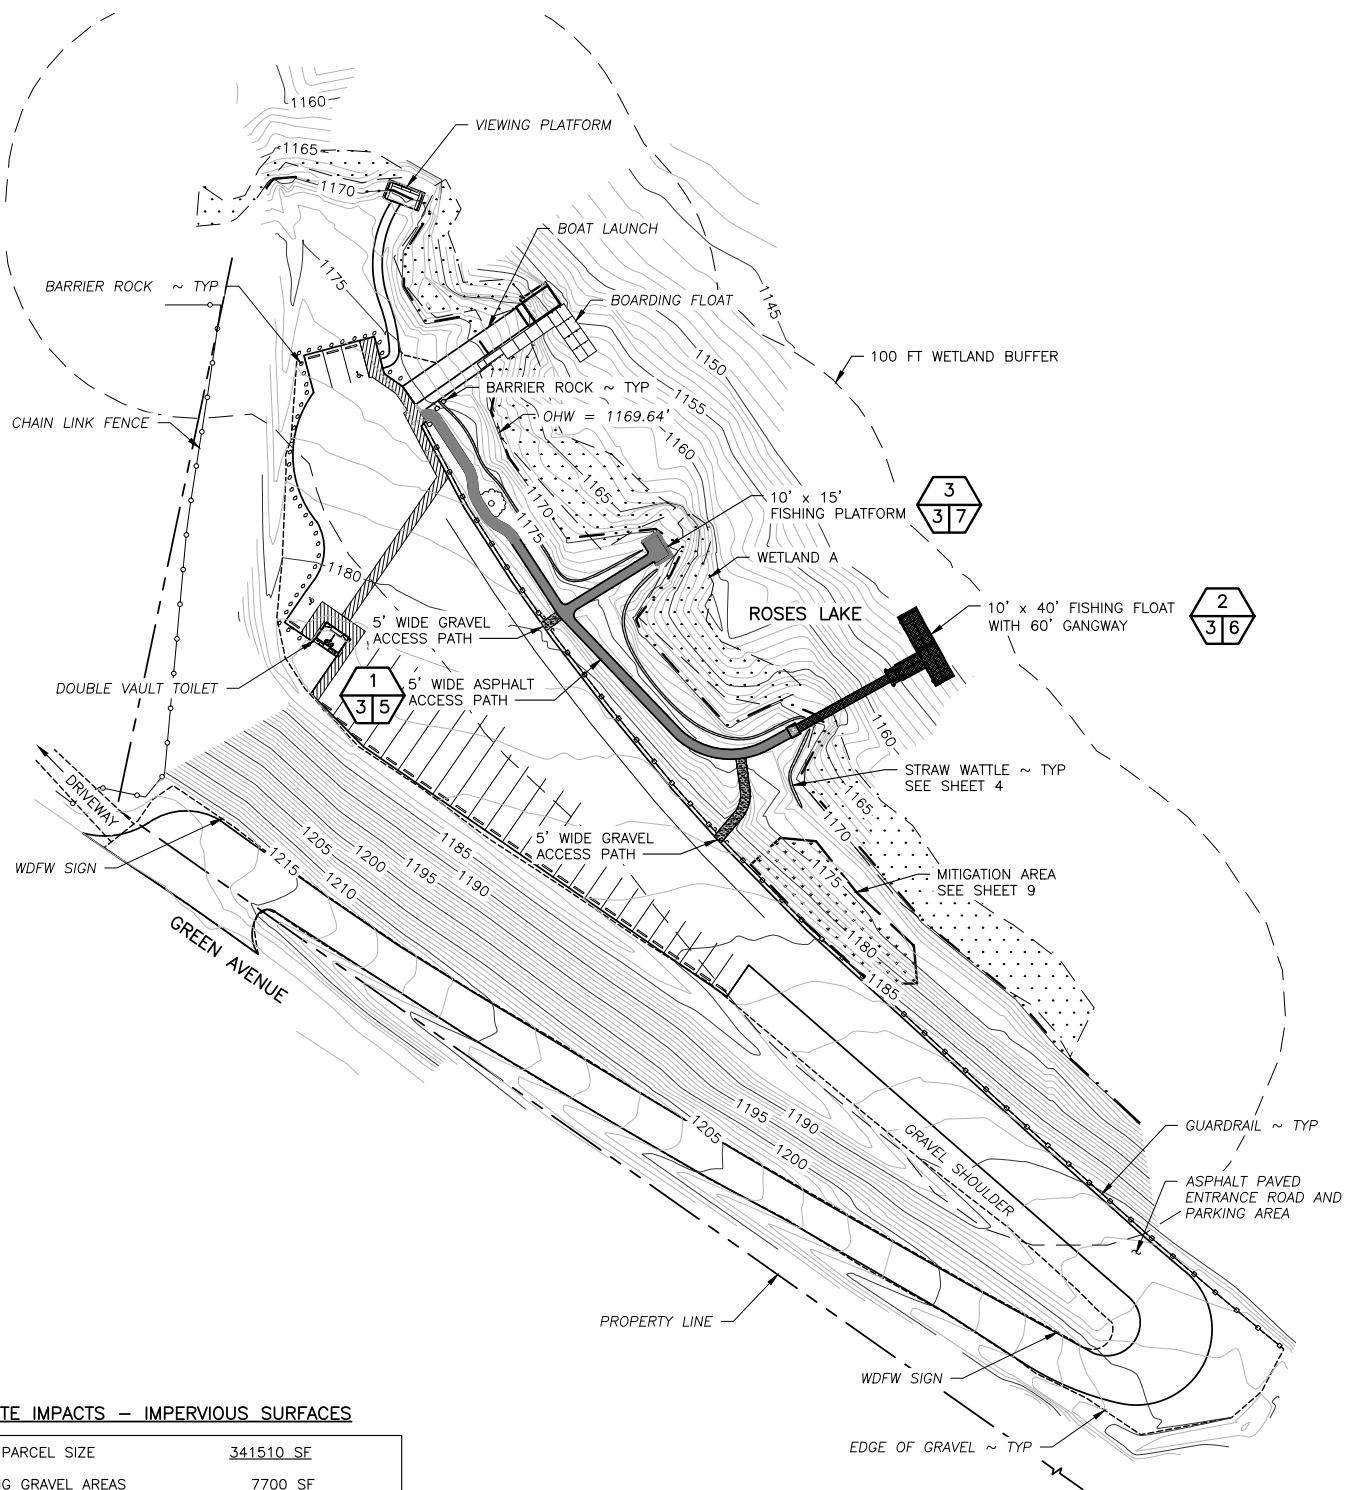 1160
VIEWING PLATFORM
1165
1170
BOAT LAUNCH
1175
BARRIER ROCK ~ TYP
BOARDING FLOAT
1145
1150
100 FT WETLAND BUFFER
BARRIER ROCK ~ TYP
1155
CHAIN LINK FENCE
OHW = 1169.64'
1160
1165
1170
1175
10' x 15'
FISHING PLATFORM
3
3 7
WETLAND A
1180
ROSES LAKE
5' WIDE GRAVEL
ACCESS PATH
10' x 40' FISHING FLOAT
WITH 60' GANGWAY
2
3 6
DOUBLE VAULT TOILET
1
3 5
5' WIDE ASPHALT
ACCESS PATH
1160
STRAW WATTLE ~ TYP
SEE SHEET 4
1165
1170
DRIVEWAY
WDFW SIGN
1215
1205
1210
1200
1195
1185
1190
5' WIDE GRAVEL
ACCESS PATH
1175
MITIGATION AREA
SEE SHEET 9
1180
1185
GREEN AVENUE
1195
1190
1205
1200
GRAVEL SHOULDER
GUARDRAIL ~ TYP
ASPHALT PAVED
ENTRANCE ROAD AND
PARKING AREA
PROPERTY LINE
WDFW SIGN
EDGE OF GRAVEL ~ TYP
TE IMPACTS – IMPERVIOUS SURFACES
PARCEL SIZE 341510 SF
NG GRAVEL AREAS 7700 SF